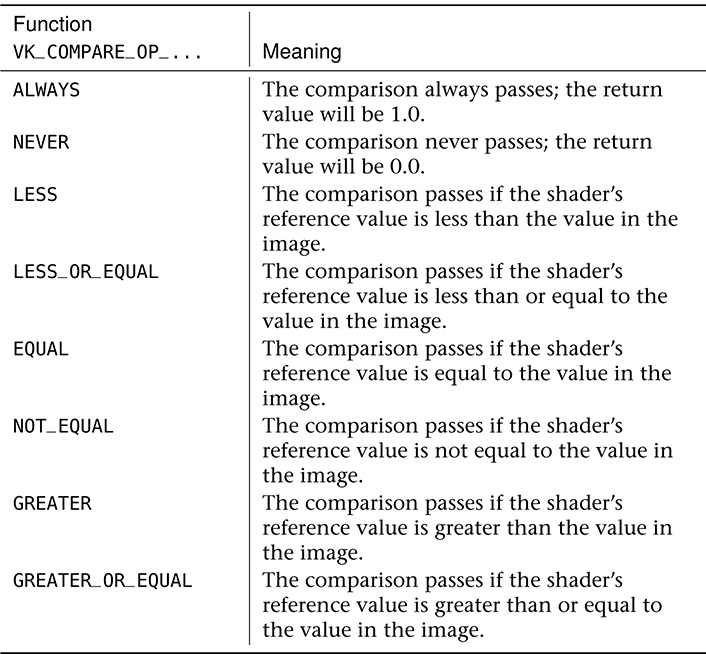 Function
VK_COMPARE_OP_... Meaning
ALWAYS The comparison always passes; the return
value will be 1.0.
NEVER The comparison never passes; the return
value will be 0.0.
LESS The comparison passes if the shader’s
reference value is less than the value in the
image.
LESS_OR_EQUAL The comparison passes if the shader’s
reference value is less than or equal to the
value in the image.
EQUAL The comparison passes if the shader’s
reference value is equal to the value in the
image.
NOT_EQUAL The comparison passes if the shader’s
reference value is not equal to the value in
the image.
GREATER The comparison passes if the shader’s
reference value is greater than the value in
the image.
GREATER_OR_EQUAL The comparison passes if the shader’s
reference value is greater than or equal to
the value in the image.